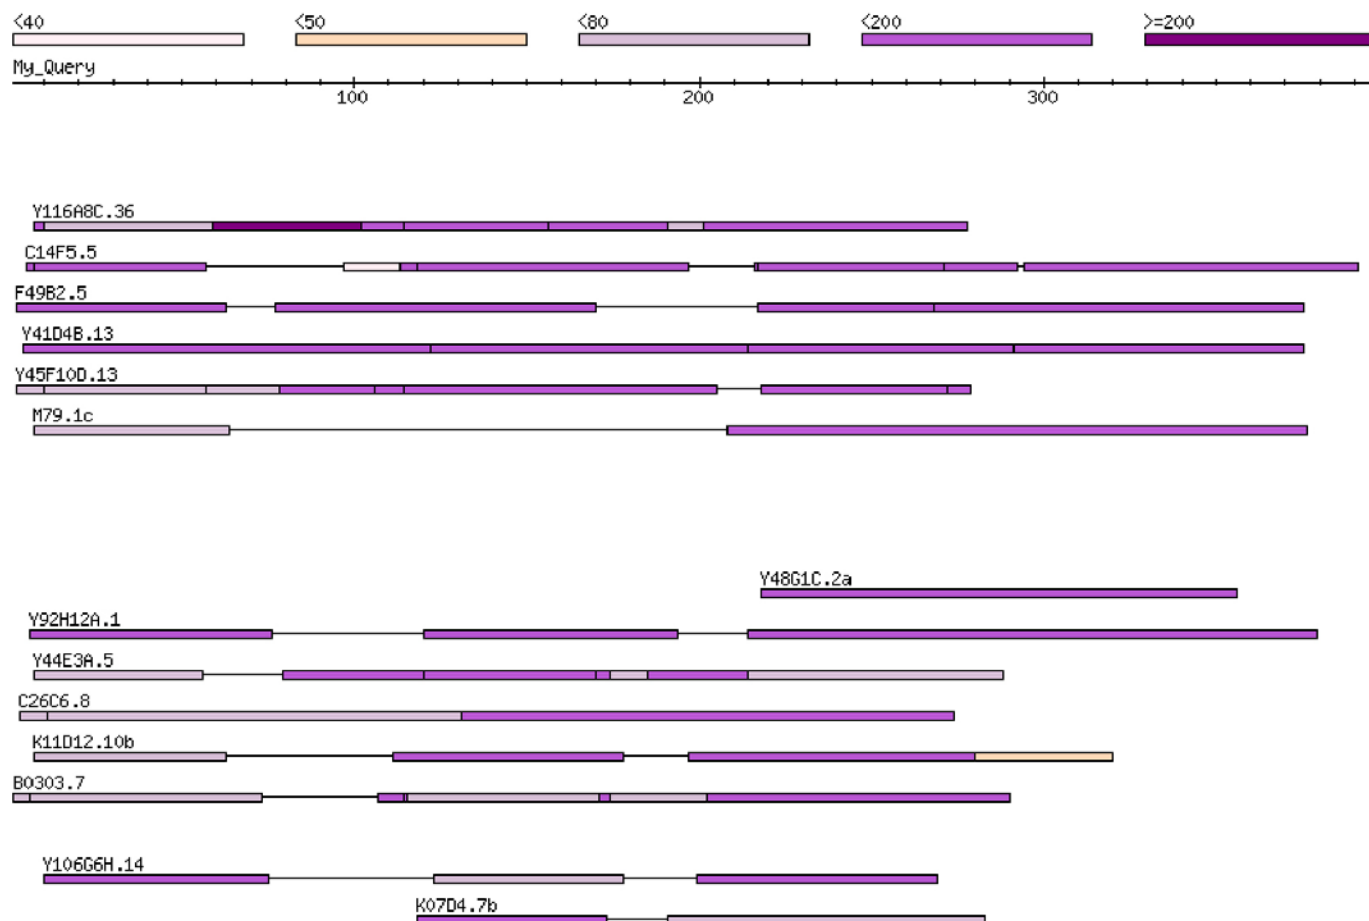 <40 <50 <80 <200 >=200
My_Query
100 200 300
Y116A8C.36
C14F5.5
F49B2.5
Y41D4B.13
Y45F10D.13
M79.1c
Y48G1C.2a
Y92H12A.1
Y44E3A.5
C26C6.8
K11D12.10b
B0303.7
Y106G6H.14
K07D4.7b